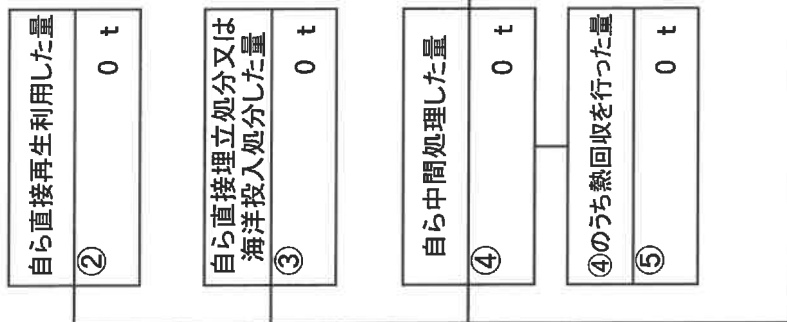 自ら直接再生利用した量
② 0 t
自ら直接埋立処分又は
海洋投入処分した量
③ 0 t
自ら中間処理した量
④ 0 t
④のうち熱回収を行った量
⑤ 0 t